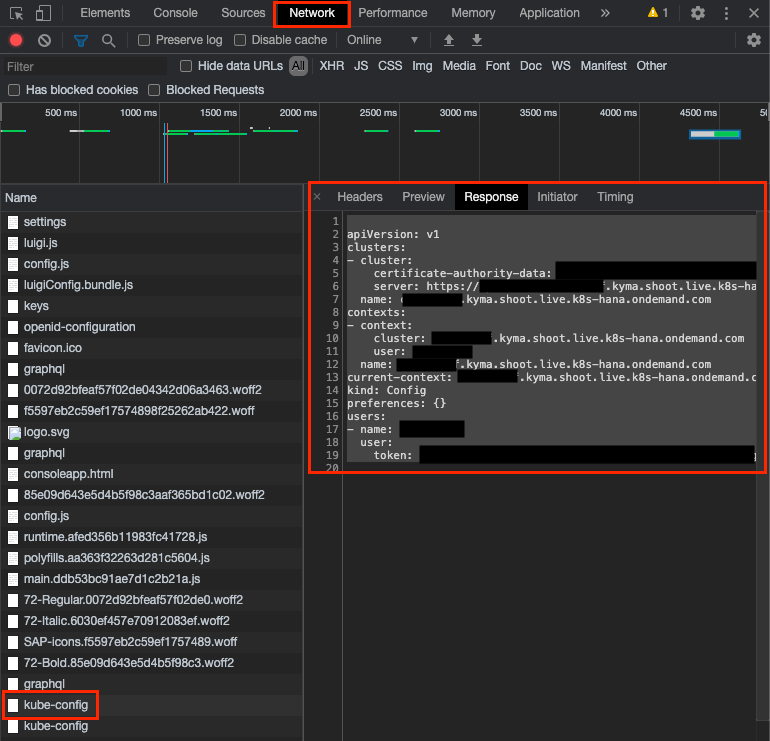 Elements Console Sources Network Performance Memory Application » 1
Preserve log Disable cache Online
Filter Hide data URLs All XHR JS CSS Img Media Font Doc WS Manifest Other
Has blocked cookies Blocked Requests
500 ms 1000 ms 1500 ms 2000 ms 2500 ms 3000 ms 3500 ms 4000 ms 4500 ms
Name
settings
luigi.js
config.js
luigiConfig.bundle.js
keys
openid-configuration
favicon.ico
graphql
0072d92bfeaf57f02de04342d06a3463.woff2
f5597eb2c59ef17574898f25262ab422.woff
logo.svg
graphql
consoleapp.html
85e09d643e5d4b5f98c3aaf365bd1c02.woff2
config.js
runtime.afed356b11983fc41728.js
polyfills.aa363f32263d281c5604.js
main.ddb53bc91ae7d1c2b21a.js
72-Regular.0072d92bfeaf57f02de0.woff2
72-Italic.6030ef457e70912083ef.woff2
SAP-icons.f5597eb2c59ef1757489.woff
72-Bold.85e09d643e5d4b5f98c3.woff2
graphql
kube-config
kube-config
× Headers Preview Response Initiator Timing
1
2 apiVersion: v1
3 clusters:
4 - cluster:
5 certificate-authority-data:
6 server: https:// .kyma.shoot.live.k8s-ha
7 name: .kyma.shoot.live.k8s-hana.ondemand.com
8 contexts:
9 - context:
10 cluster: .kyma.shoot.live.k8s-hana.ondemand.com
11 user:
12 name: .kyma.shoot.live.k8s-hana.ondemand.com
13 current-context: .kyma.shoot.live.k8s-hana.ondemand.c
14 kind: Config
15 preferences: {}
16 users:
17 - name:
18 user:
19 token:
20